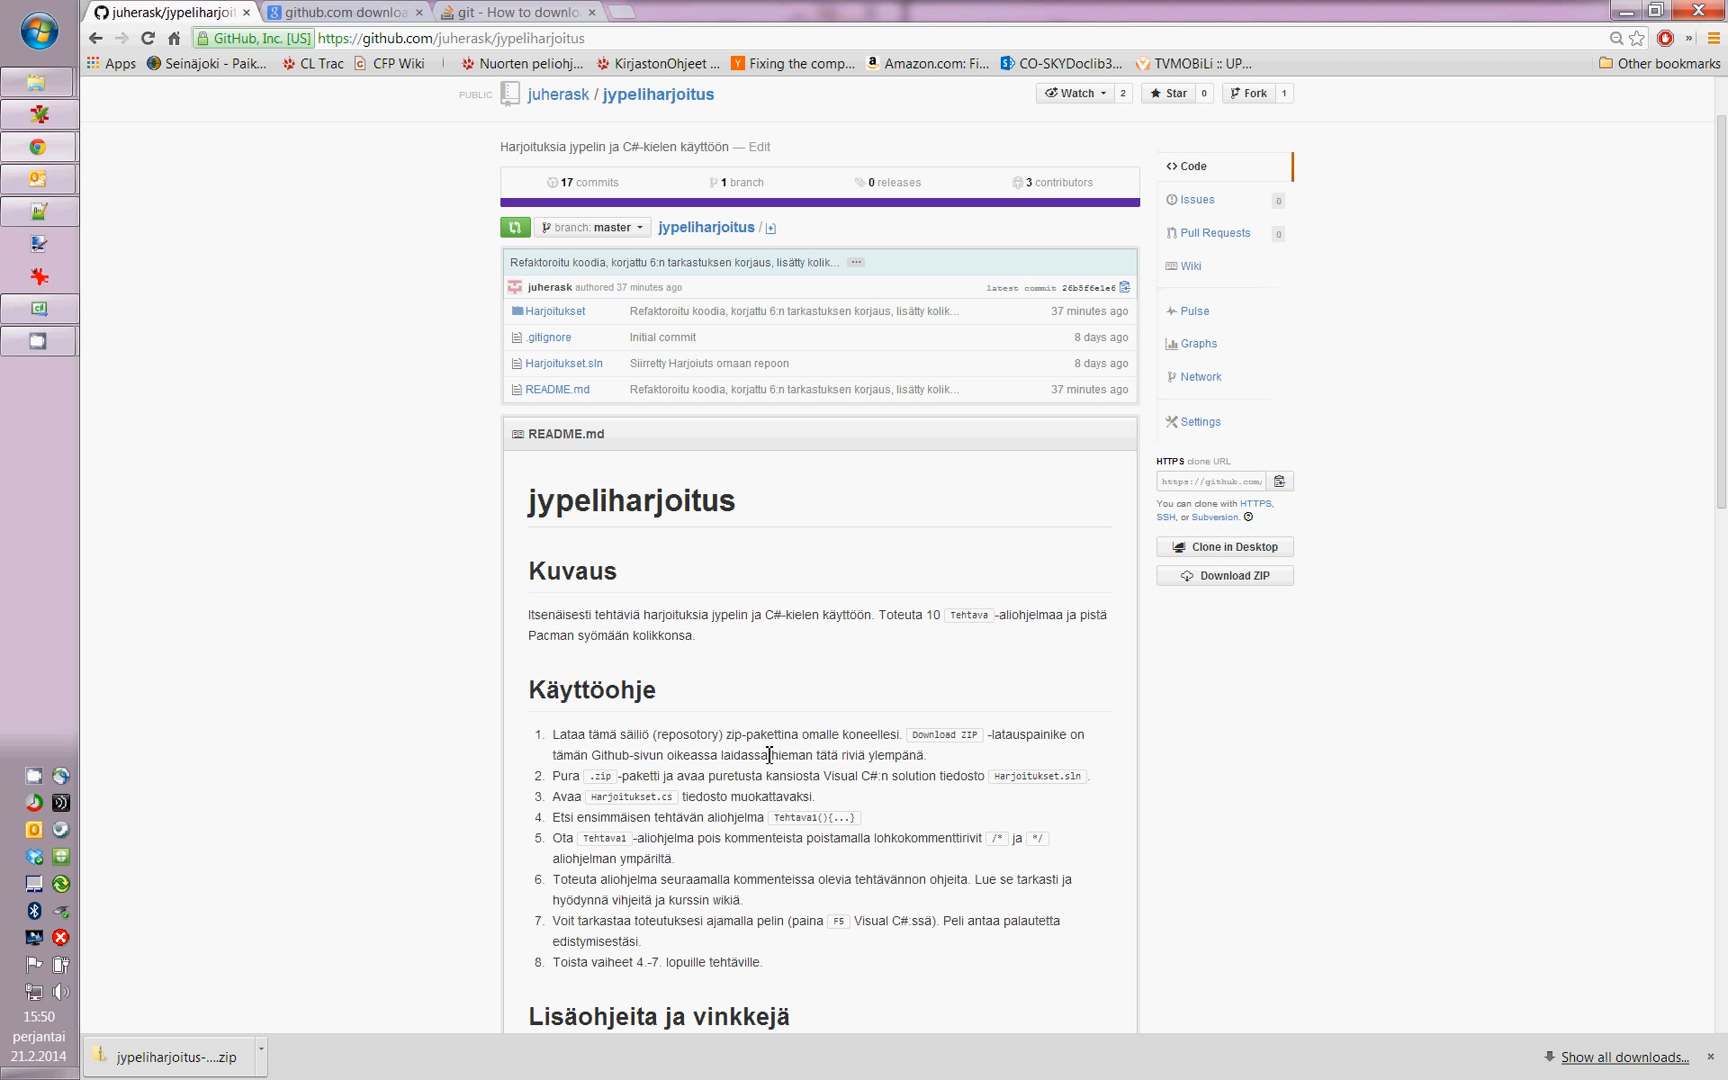 juherask/jypeliharjoit
github.com downloa
git - How to downlo
GitHub, Inc. [US]
https://github.com/juherask/jypeliharjoitus
Apps
Seinäjoki - Paik...
CL Trac
CFP Wiki
Nuorten peliohj...
KirjastonOhjeet ...
Fixing the comp...
Amazon.com: Fi...
CO-SKYDoclib3...
TVMOBiLi :: UP...
Other bookmarks
PUBLIC
juherask / jypeliharjoitus
Watch 2
Star 0
Fork 1
Harjoituksia jypelin ja C#-kielen käyttöön — Edit
17 commits
1 branch
0 releases
3 contributors
branch: master
jypeliharjoitus /
Refaktoroitu koodia, korjattu 6:n tarkastuksen korjaus, lisätty kolik... ...
juherask authored 37 minutes ago
latest commit 26b5f6e1e6
Harjoitukset Refaktoroitu koodia, korjattu 6:n tarkastuksen korjaus, lisätty kolik... 37 minutes ago
.gitignore Initial commit 8 days ago
Harjoitukset.sln Siirretty Harjoiuts omaan repoon 8 days ago
README.md Refaktoroitu koodia, korjattu 6:n tarkastuksen korjaus, lisätty kolik... 37 minutes ago
README.md
jypeliharjoitus
Kuvaus
Itsenäisesti tehtäviä harjoituksia jypelin ja C#-kielen käyttöön. Toteuta 10 Tehtava -aliohjelmaa ja pistä
Pacman syömään kolikkonsa.
Käyttöohje
1. Lataa tämä säiliö (reposotory) zip-pakettina omalle koneellesi. Download ZIP -latauspainike on
tämän Github-sivun oikeassa laidassa hieman tätä riviä ylempänä.
2. Pura .zip -paketti ja avaa puretusta kansiosta Visual C#:n solution tiedosto Harjoitukset.sln .
3. Avaa Harjoitukset.cs tiedosto muokattavaksi.
4. Etsi ensimmäisen tehtävän aliohjelma Tehtava1(){...}
5. Ota Tehtava1 -aliohjelma pois kommenteista poistamalla lohkokommenttirivit /* ja */
aliohjelman ympäriltä.
6. Toteuta aliohjelma seuraamalla kommenteissa olevia tehtävännon ohjeita. Lue se tarkasti ja
hyödynnä vihjeitä ja kurssin wikiä.
7. Voit tarkastaa toteutuksesi ajamalla pelin (paina F5 Visual C#:ssä). Peli antaa palautetta
edistymisestäsi.
8. Toista vaiheet 4.-7. lopuille tehtäville.
Lisäohjeita ja vinkkejä
Code
Issues 0
Pull Requests 0
Wiki
Pulse
Graphs
Network
Settings
HTTPS clone URL
https://github.com/
You can clone with HTTPS,
SSH, or Subversion.
Clone in Desktop
Download ZIP
15:50
perjantai
21.2.2014
jypeliharjoitus-....zip
Show all downloads...